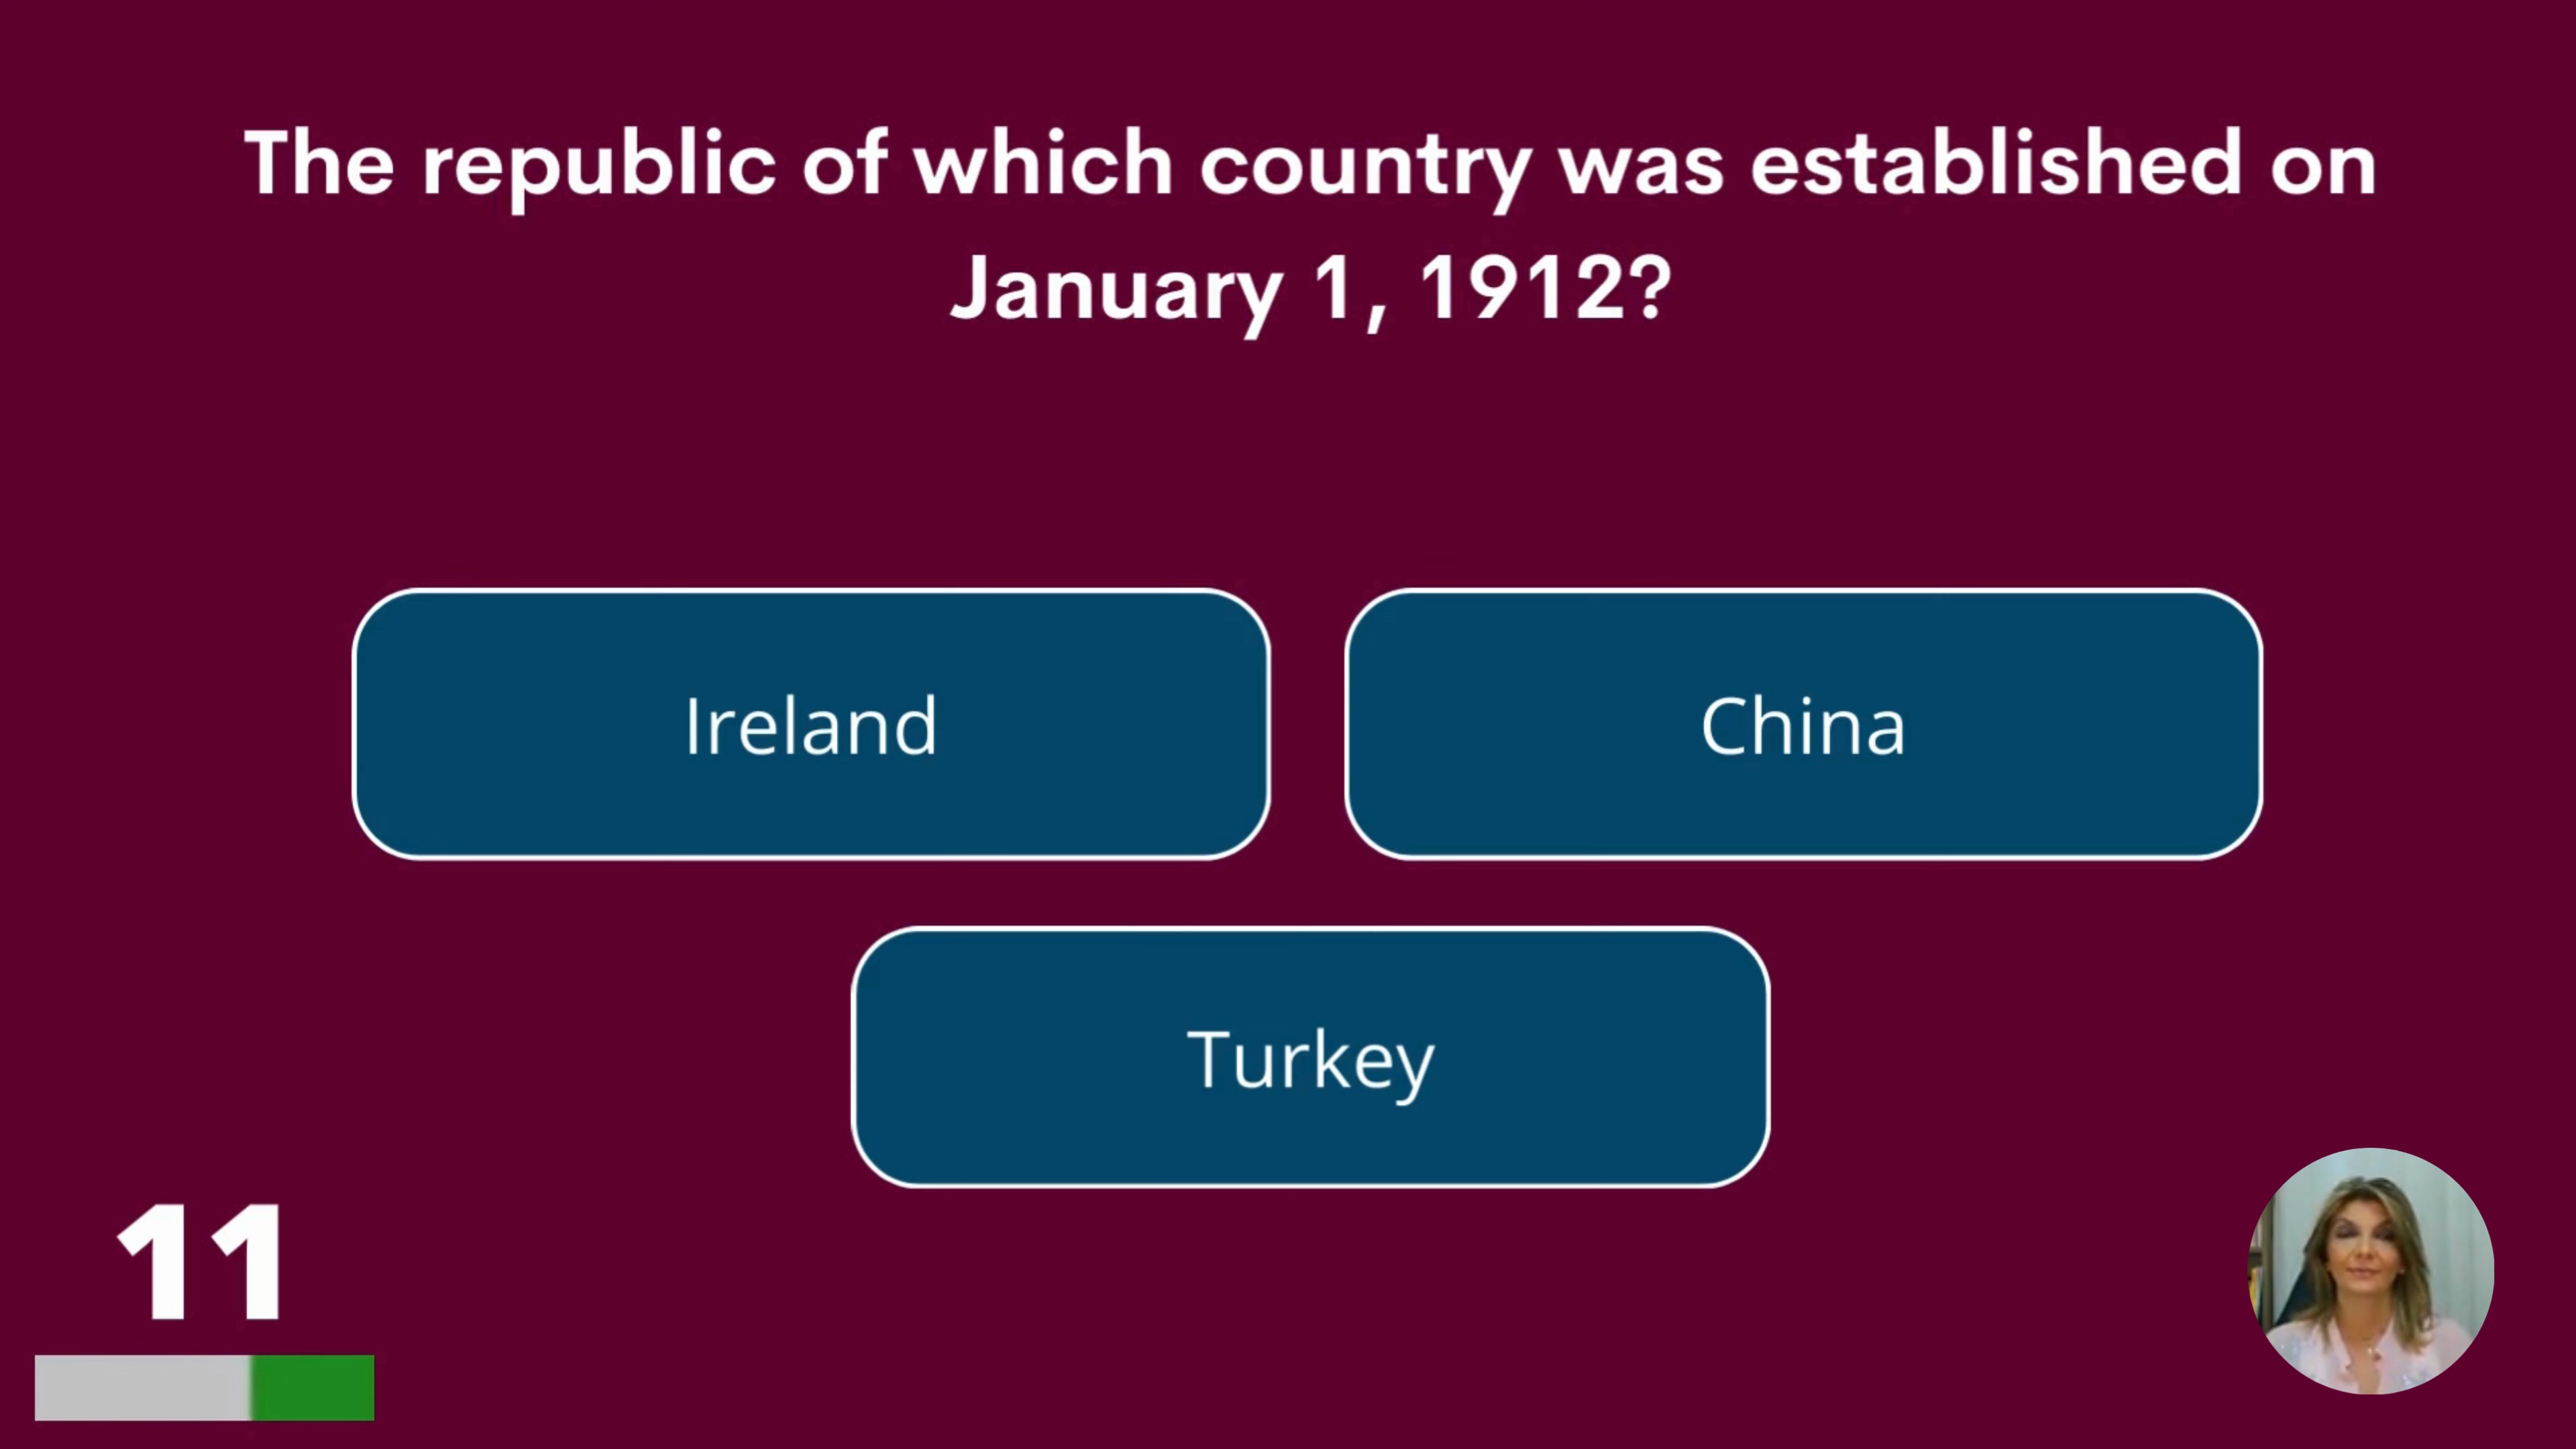 The republic of which country was established on
January 1, 1912?
Ireland
China
Turkey
11